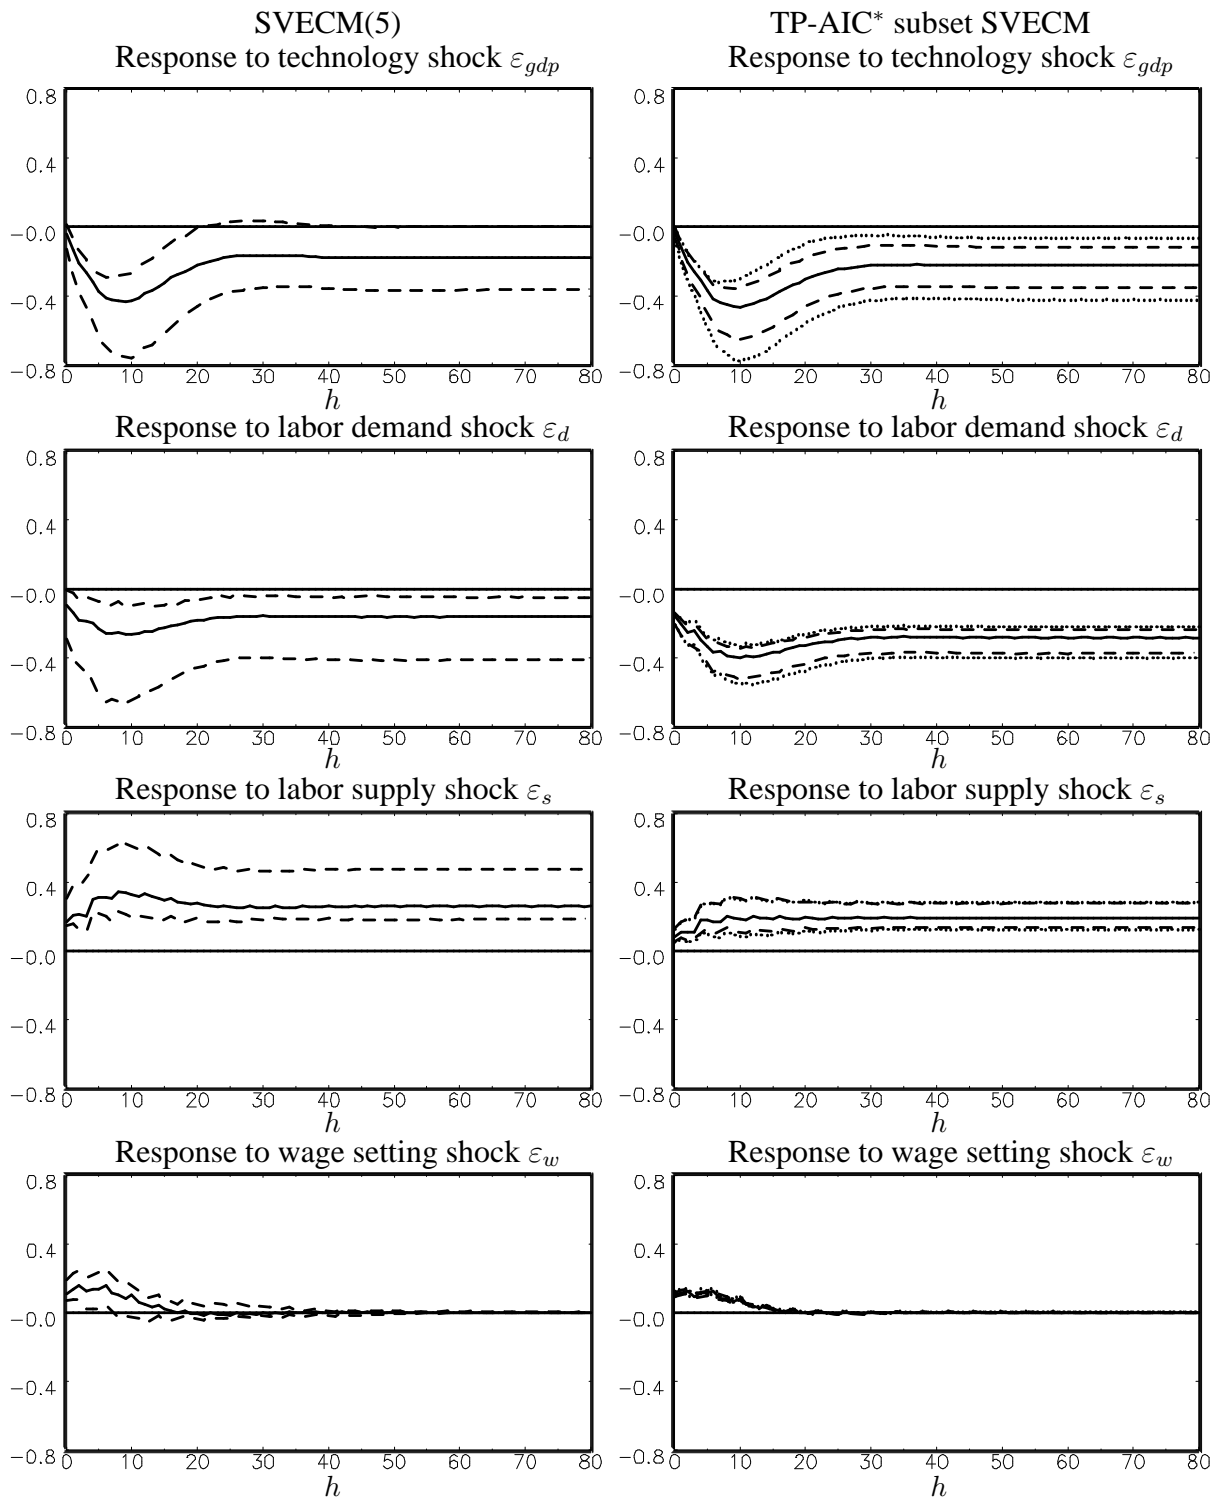 SVECM(5)
Response to technology shock ε_gdp
0.8
0.4
−0.0
−0.4
−0.8
0 10 20 30 40 50 60 70 80
h
TP-AIC* subset SVECM
Response to technology shock ε_gdp
0.8
0.4
−0.0
−0.4
−0.8
0 10 20 30 40 50 60 70 80
h
Response to labor demand shock ε_d
0.8
0.4
−0.0
−0.4
−0.8
0 10 20 30 40 50 60 70 80
h
Response to labor demand shock ε_d
0.8
0.4
−0.0
−0.4
−0.8
0 10 20 30 40 50 60 70 80
h
Response to labor supply shock ε_s
0.8
0.4
−0.0
−0.4
−0.8
0 10 20 30 40 50 60 70 80
h
Response to labor supply shock ε_s
0.8
0.4
−0.0
−0.4
−0.8
0 10 20 30 40 50 60 70 80
h
Response to wage setting shock ε_w
0.8
0.4
−0.0
−0.4
−0.8
0 10 20 30 40 50 60 70 80
h
Response to wage setting shock ε_w
0.8
0.4
−0.0
−0.4
−0.8
0 10 20 30 40 50 60 70 80
h